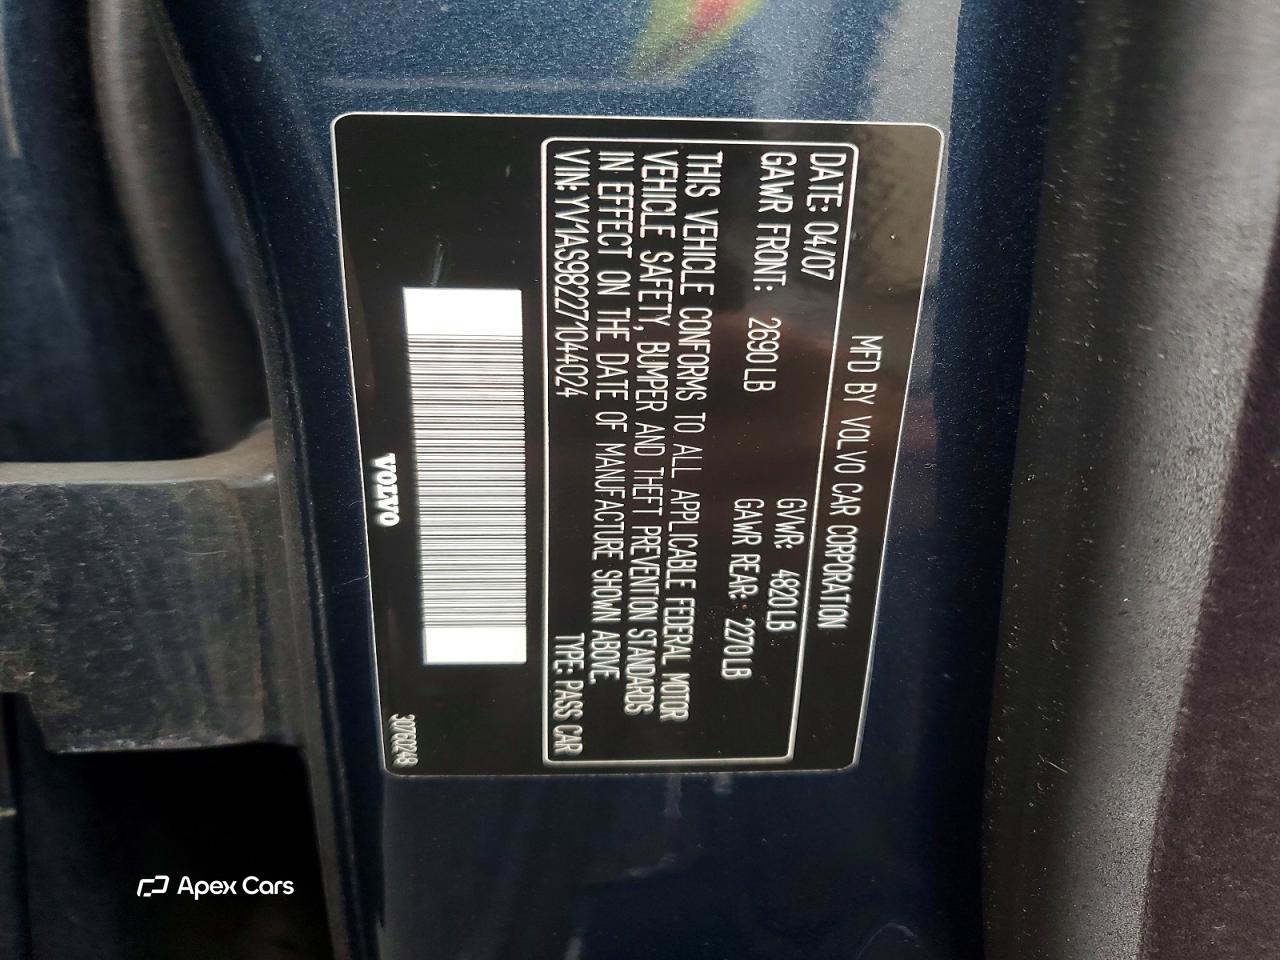 MFD BY VOLVO CAR CORPORATION
DATE: 04/07 GVWR: 4820LB
GAWR FRONT: 2690LB GAWR REAR: 2270LB
THIS VEHICLE CONFORMS TO ALL APPLICABLE FEDERAL MOTOR
VEHICLE SAFETY, BUMPER AND THEFT PREVENTION STANDARDS
IN EFFECT ON THE DATE OF MANUFACTURE SHOWN ABOVE.
VIN: YV1AS982271044024 TYPE: PASS CAR
VOLVO
30760248
Apex Cars